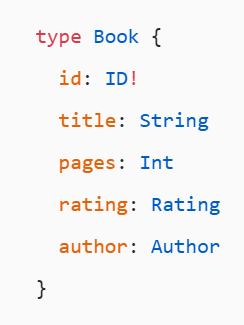 type Book {
  id: ID!
  title: String
  pages: Int
  rating: Rating
  author: Author
}